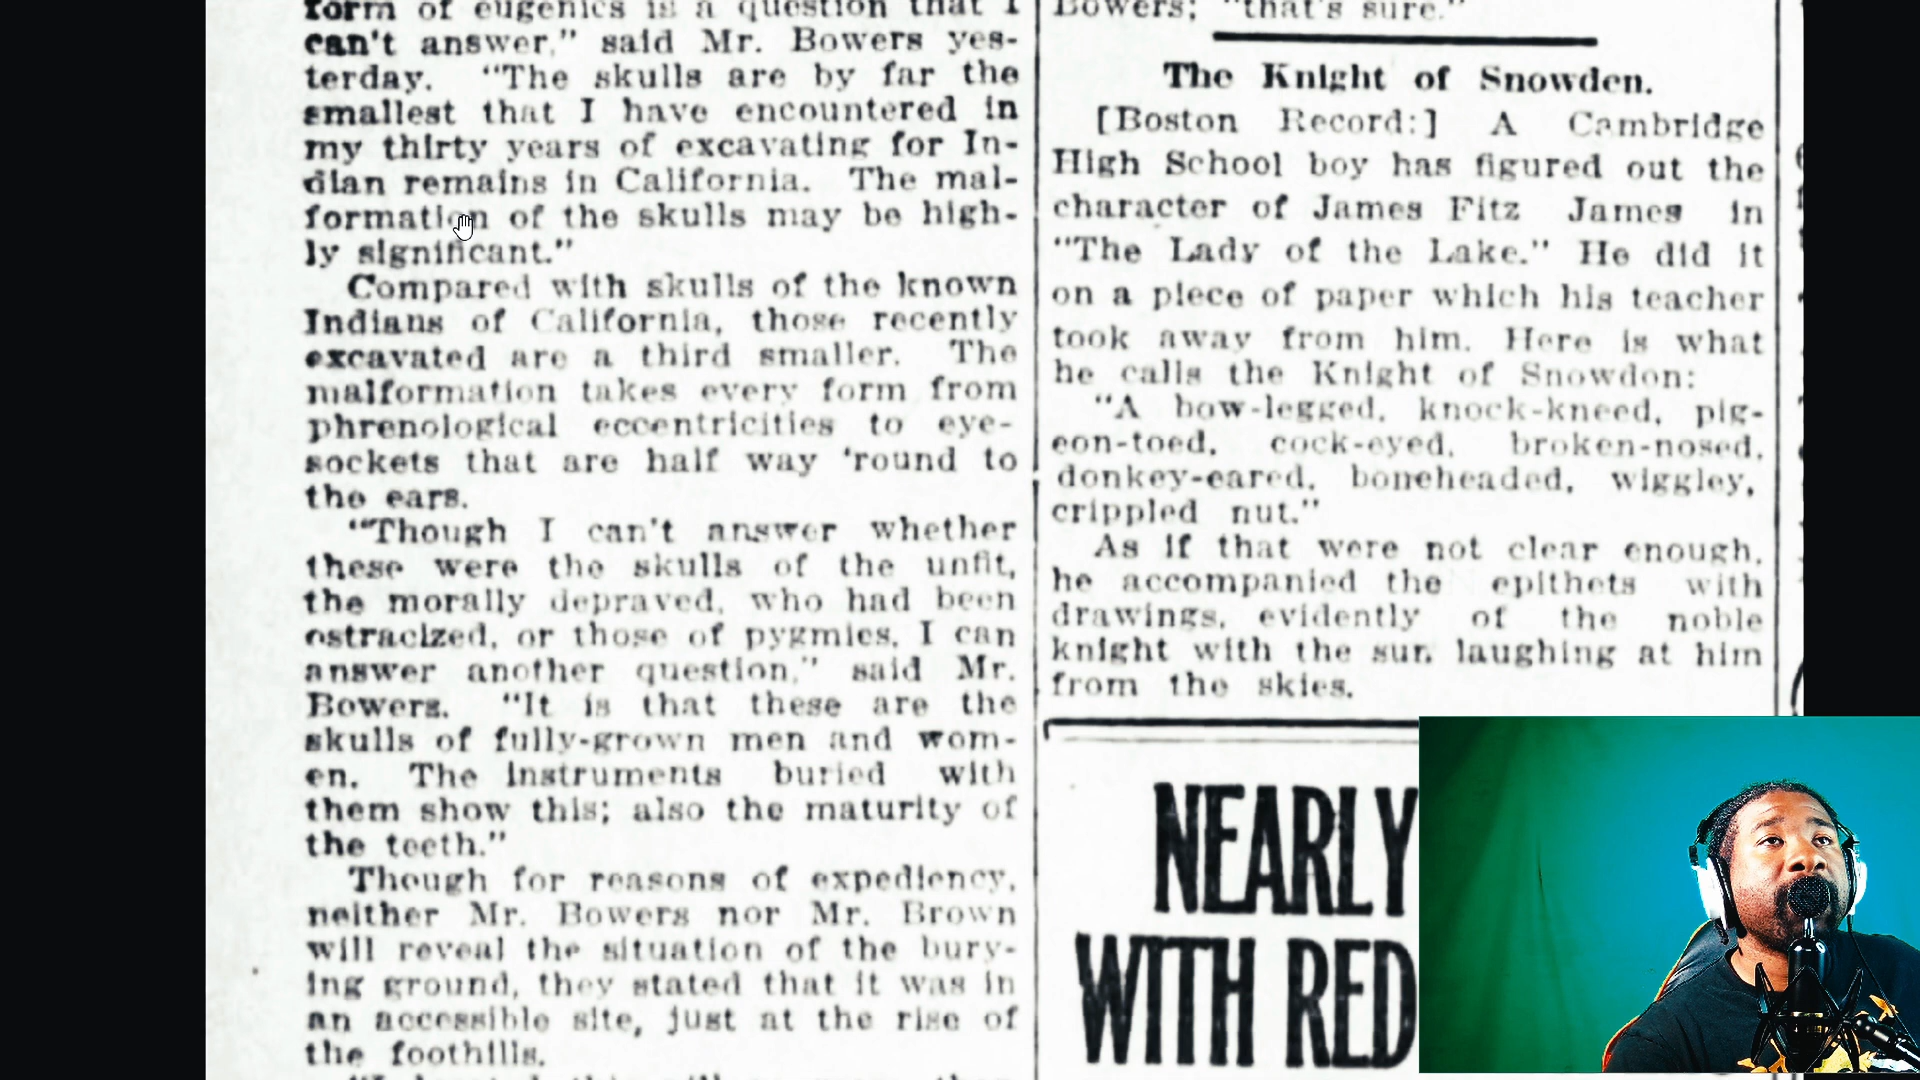 form of eugenics is a question that I
can't answer," said Mr. Bowers yes-
terday. "The skulls are by far the
smallest that I have encountered in
my thirty years of excavating for In-
dian remains in California. The mal-
formation of the skulls may be high-
ly significant."
Compared with skulls of the known
Indians of California, those recently
excavated are a third smaller. The
malformation takes every form from
phrenological eccentricities to eye-
sockets that are half way 'round to
the ears.
"Though I can't answer whether
these were the skulls of the unfit,
the morally depraved, who had been
ostracized, or those of pygmies, I can
answer another question," said Mr.
Bowers. "It is that these are the
skulls of fully-grown men and wom-
en. The instruments buried with
them show this; also the maturity of
the teeth."
Though for reasons of expediency,
neither Mr. Bowers nor Mr. Brown
will reveal the situation of the bury-
ing ground, they stated that it was in
an accessible site, just at the rise of
the foothills.
Bowers; "that's sure."
The Knight of Snowden.
[Boston Record:] A Cambridge
High School boy has figured out the
character of James Fitz James in
"The Lady of the Lake." He did it
on a piece of paper which his teacher
took away from him. Here is what
he calls the Knight of Snowdon:
"A bow-legged, knock-kneed, pig-
eon-toed, cock-eyed, broken-nosed,
donkey-eared, boneheaded, wiggley,
crippled nut."
As if that were not clear enough,
he accompanied the epithets with
drawings, evidently of the noble
knight with the sun laughing at him
from the skies.
NEARLY
WITH RED